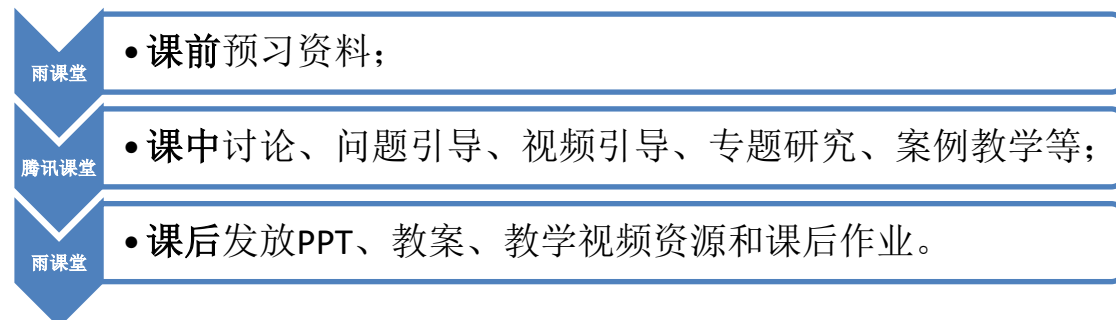 雨课堂
•课前预习资料；
腾讯课堂
•课中讨论、问题引导、视频引导、专题研究、案例教学等；
雨课堂
•课后发放PPT、教案、教学视频资源和课后作业。